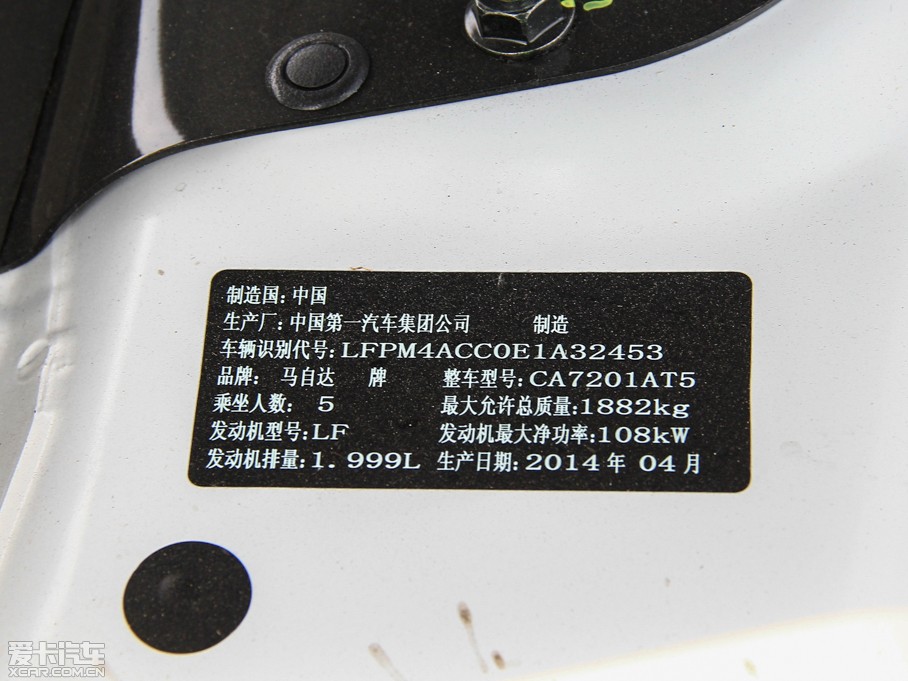 制造国: 中国
生产厂: 中国第一汽车集团公司 制造
车辆识别代号: LFPM4ACC0E1A32453
品牌: 马自达 牌 整车型号: CA7201AT5
乘坐人数: 5 最大允许总质量: 1882kg
发动机型号: LF 发动机最大净功率: 108kW
发动机排量: 1.999L 生产日期: 2014年 04月
爱卡汽车
XCAR.COM.CN